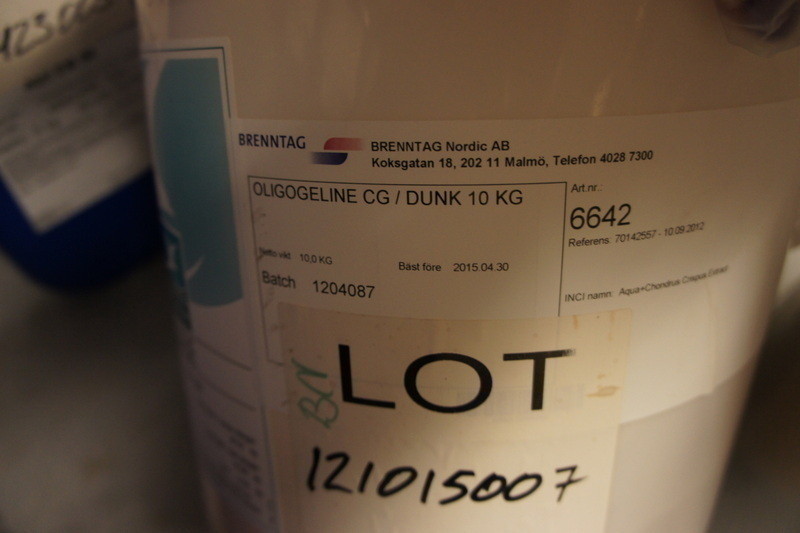 BRENNTAG
BRENNTAG Nordic AB
Koksgatan 18, 202 11 Malmö, Telefon 4028 7300
OLIGOGELINE CG / DUNK 10 KG
Art.nr.:
6642
Referens: 70142557 - 10.09.2012
Netto vikt 10,0 KG
Bäst före 2015.04.30
Batch 1204087
INCI namn: Aqua+Chondrus Crispus Extract
LOT
121015007